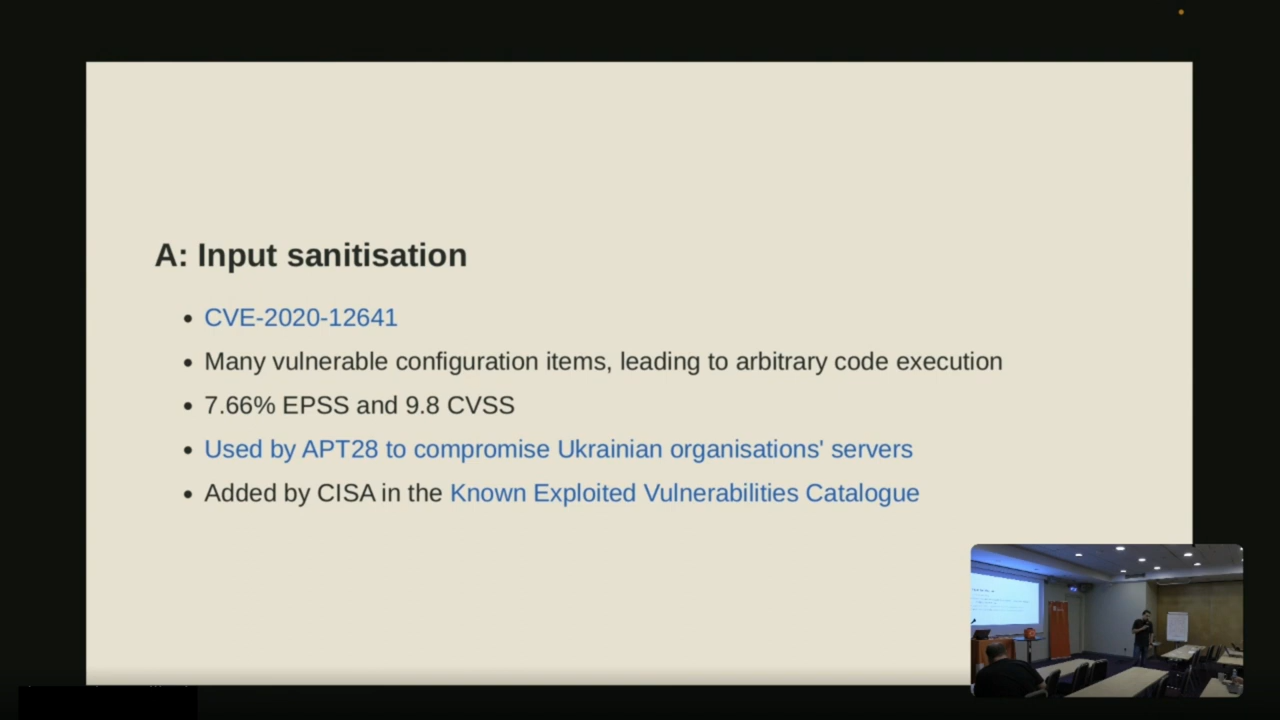 A: Input sanitisation
CVE-2020-12641
Many vulnerable configuration items, leading to arbitrary code execution
7.66% EPSS and 9.8 CVSS
Used by APT28 to compromise Ukrainian organisations' servers
Added by CISA in the Known Exploited Vulnerabilities Catalogue